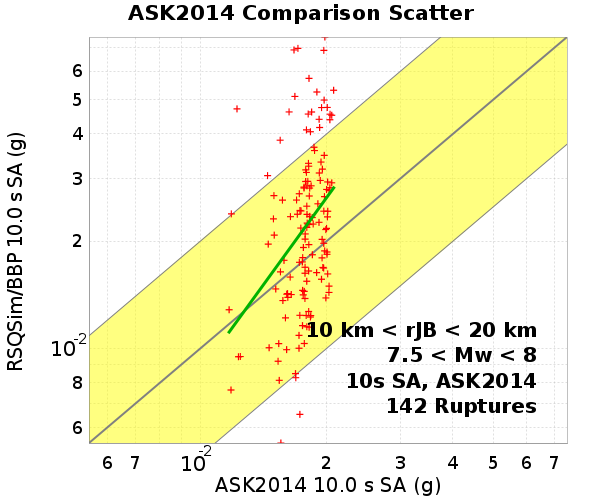 ASK2014 Comparison Scatter
RSQSim/BBP 10.0 s SA (g)
6
5
4
3
2
10-2
8
6
10 km < rJB < 20 km
7.5 < Mw < 8
10s SA, ASK2014
142 Ruptures
6 7 10-2 2 3 4 5 6 7
ASK2014 10.0 s SA (g)